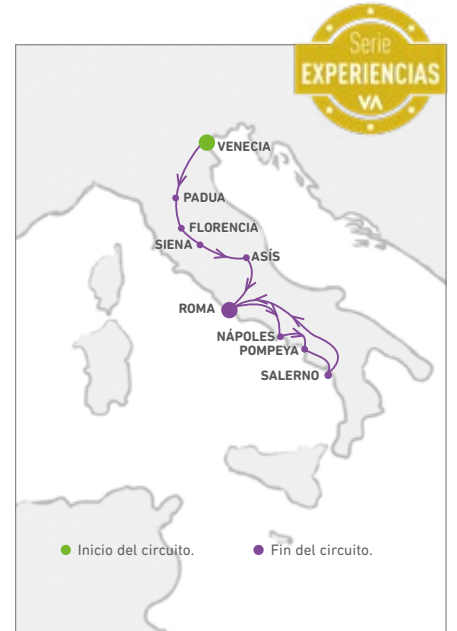 Serie
EXPERIENCIAS
VA
VENECIA
PADUA
FLORENCIA
SIENA
ASÍS
ROMA
NÁPOLES
POMPEYA
SALERNO
Inicio del circuito.
Fin del circuito.